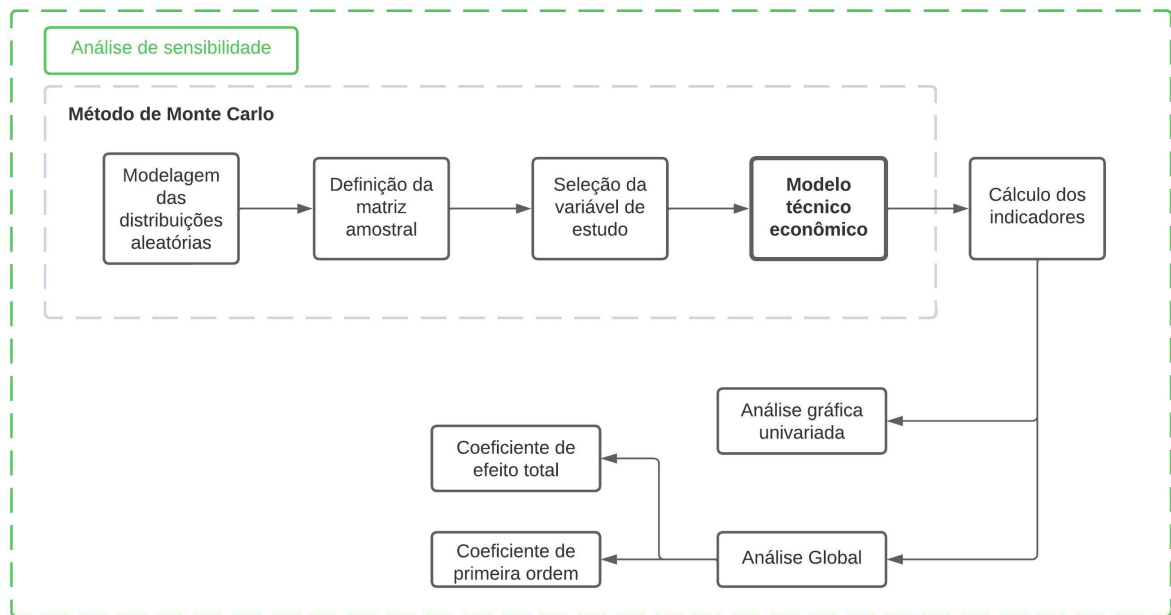 Análise de sensibilidade
Método de Monte Carlo
Modelagem
das
distribuições
aleatórias
Definição da
matriz
amostral
Seleção da
variável de
estudo
Modelo
técnico
econômico
Cálculo dos
indicadores
Análise gráfica
univariada
Coeficiente de
efeito total
Coeficiente de
primeira ordem
Análise Global